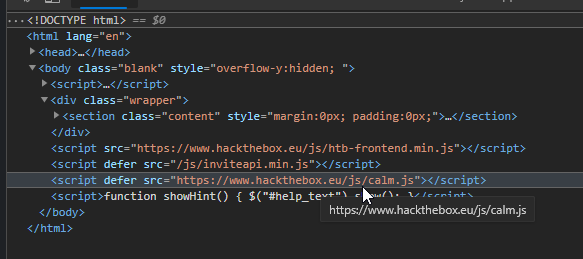 <!DOCTYPE html> == $0
<html lang="en">
<head>…</head>
<body class="blank" style="overflow-y:hidden; ">
<script>…</script>
<div class="wrapper">
<section class="content" style="margin:0px; padding:0px;">…</section>
</div>
<script src="https://www.hackthebox.eu/js/htb-frontend.min.js"></script>
<script defer src="/js/inviteapi.min.js"></script>
<script defer src="https://www.hackthebox.eu/js/calm.js"></script>
<script>function showHint() { $("#help_text") (); }</script>
https://www.hackthebox.eu/js/calm.js
</body>
</html>